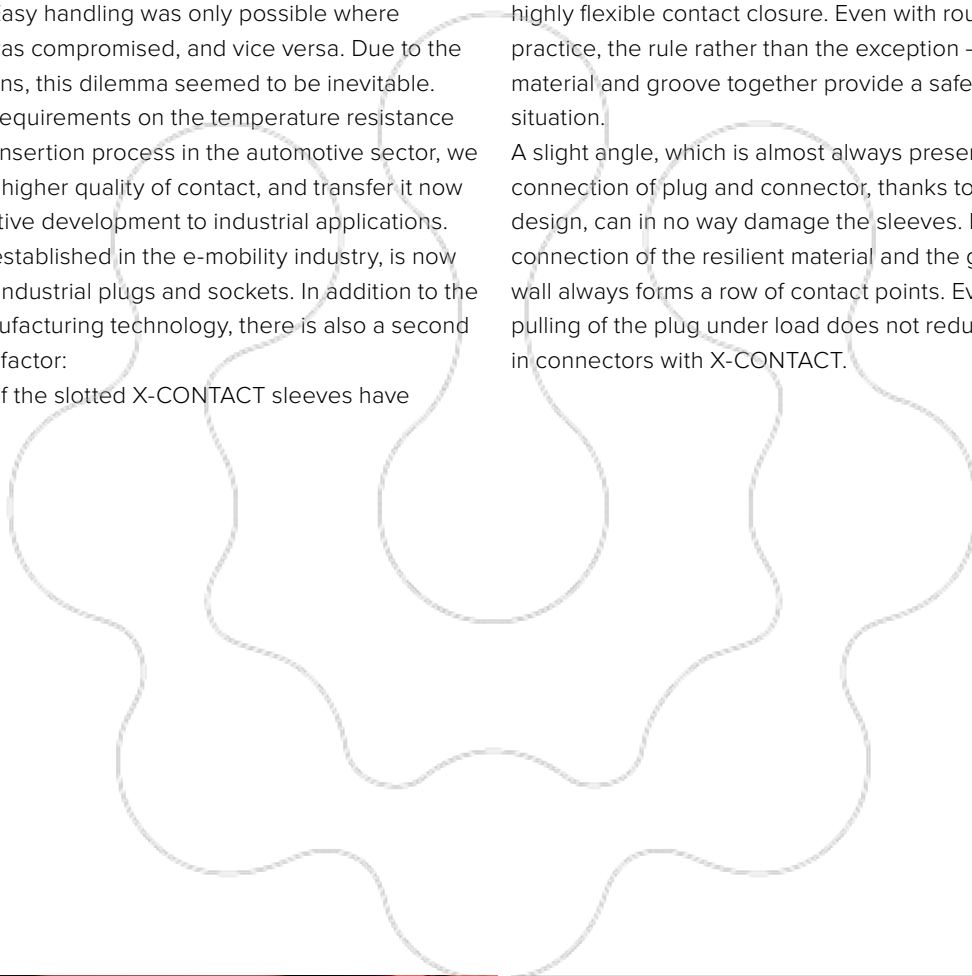 Easy handling was only possible where
was compromised, and vice versa. Due to the
ns, this dilemma seemed to be inevitable.
equirements on the temperature resistance
nsertion process in the automotive sector, we
higher quality of contact, and transfer it now
tive development to industrial applications.
established in the e-mobility industry, is now
ndustrial plugs and sockets. In addition to the
ufacturing technology, there is also a second
factor:
f the slotted X-CONTACT sleeves have
highly flexible contact closure. Even with rou
practice, the rule rather than the exception –
material and groove together provide a safe
situation.
A slight angle, which is almost always presen
connection of plug and connector, thanks to
design, can in no way damage the sleeves.
connection of the resilient material and the g
wall always forms a row of contact points. Ev
pulling of the plug under load does not redu
in connectors with X-CONTACT.